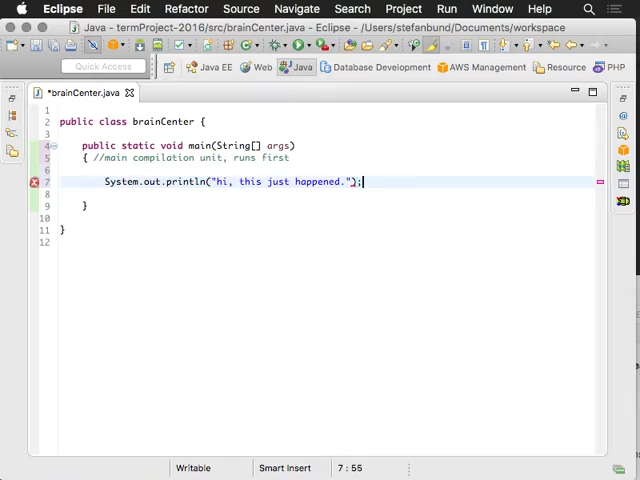 Eclipse File Edit Refactor Source Navigate Search Project Run Window Help
Java - termProject-2016/src/brainCenter.java - Eclipse - /Users/stefanbund/Documents/workspace
Quick Access Java EE Web Java Database Development AWS Management Resource PHP
*brainCenter.java
1
2 public class brainCenter {
3
4 public static void main(String[] args)
5 { //main compilation unit, runs first
6
7 System.out.println("hi, this just happened.");
8
9 }
10
11 }
12
Writable Smart Insert 7 : 55